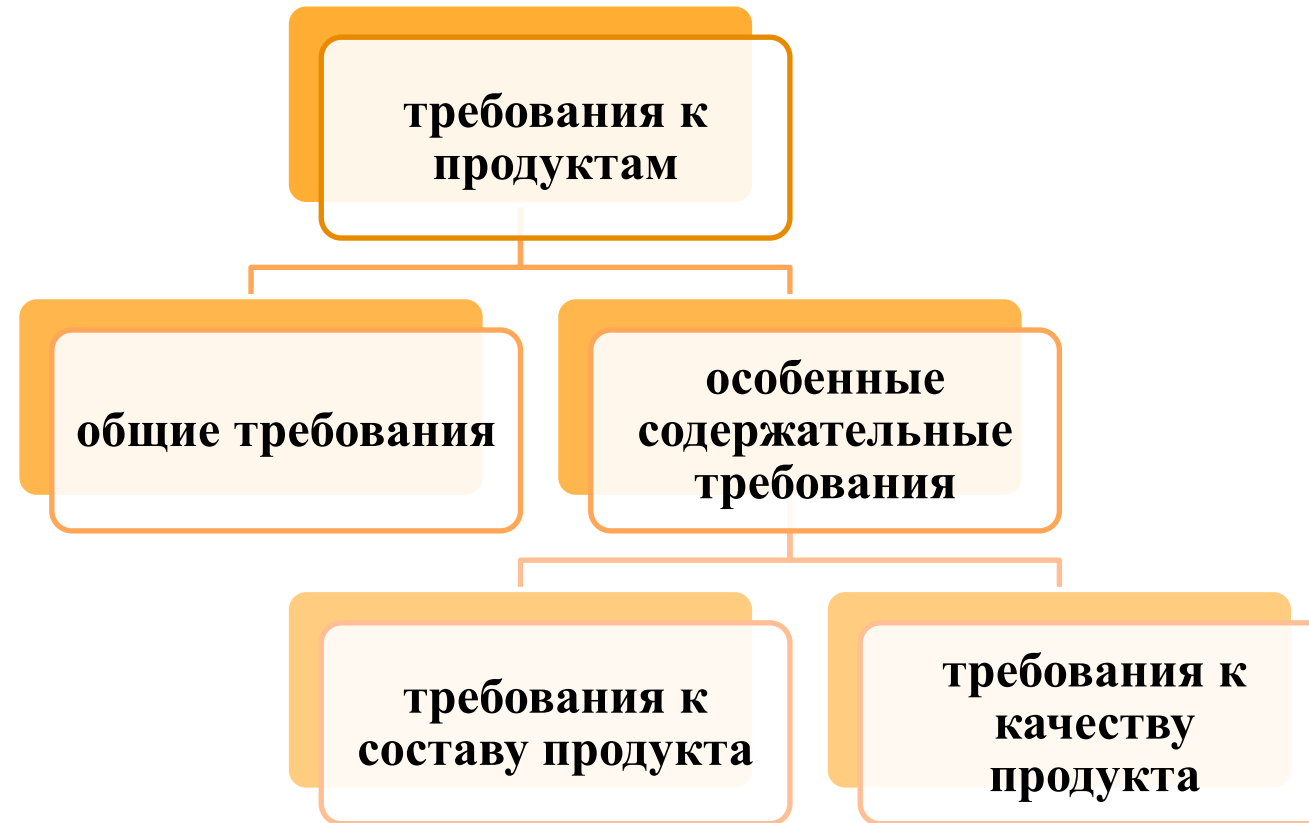 требования к
продуктам
общие требования
особенные
содержательные
требования
требования к
составу продукта
требования к
качеству
продукта